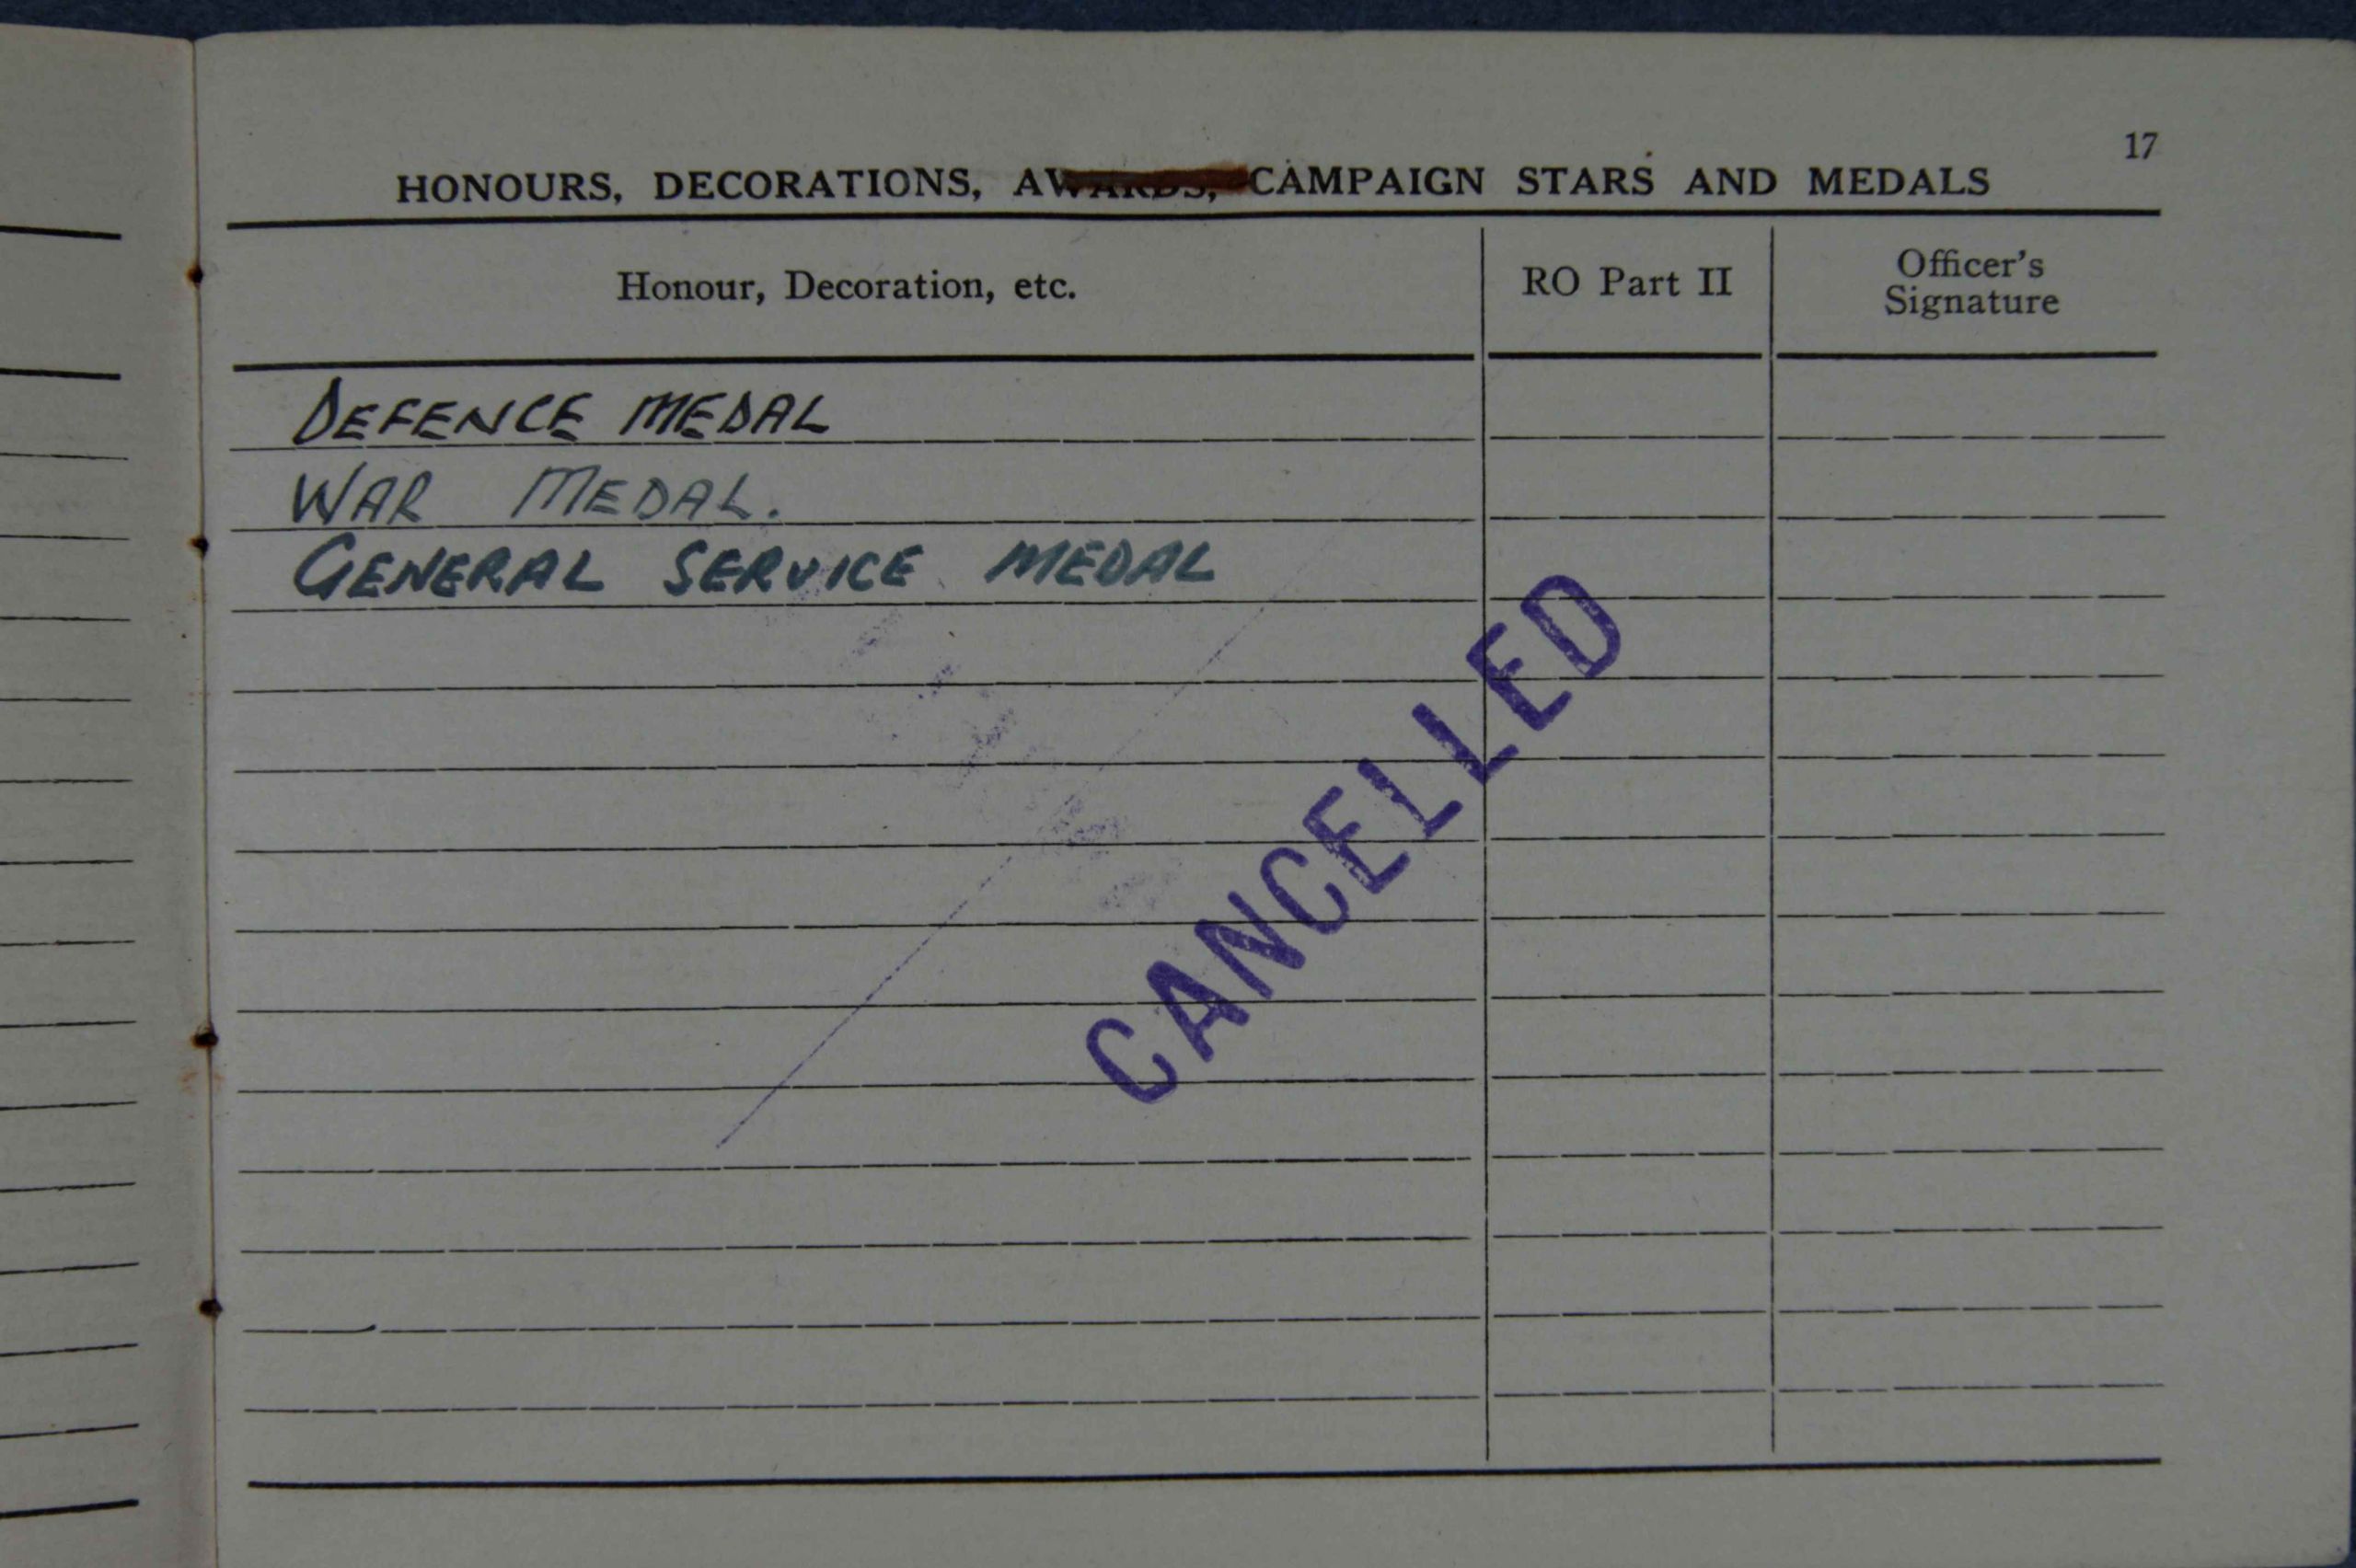 17
HONOURS, DECORATIONS, AWARDS, CAMPAIGN STARS AND MEDALS
Honour, Decoration, etc.
RO Part II
Officer's
Signature
DEFENCE MEDAL
WAR MEDAL.
GENERAL SERVICE MEDAL
CANCELLED